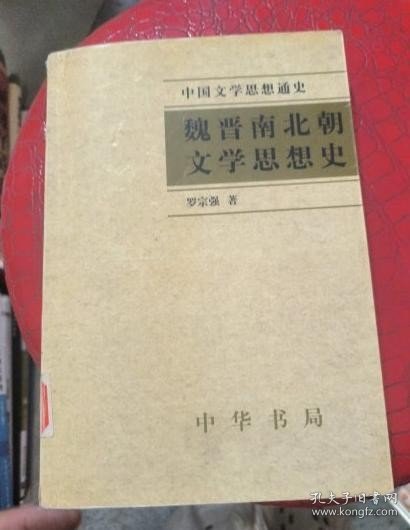 中国文学思想通史
魏晋南北朝
文学思想史
罗宗强 著
中华书局
孔夫子旧书网
www.kongfz.com